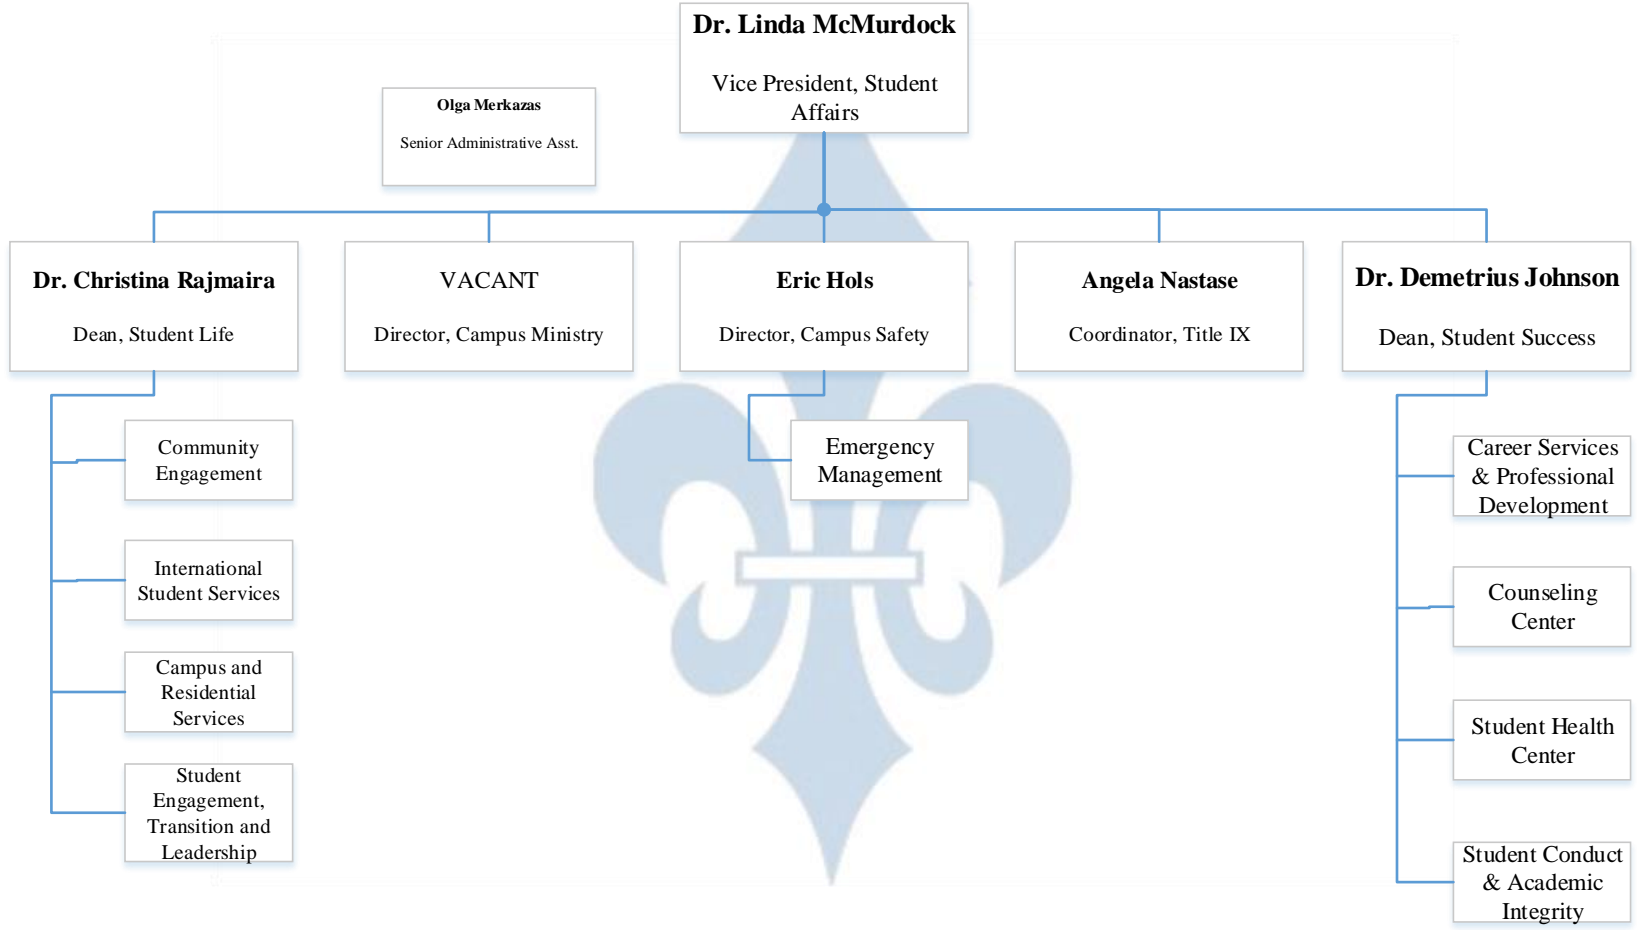 Dr. Linda McMurdock
Vice President, Student
Affairs
Olga Merkazas
Senior Administrative Asst.
Dr. Christina Rajmaira
Dean, Student Life
VACANT
Director, Campus Ministry
Eric Hols
Director, Campus Safety
Angela Nastase
Coordinator, Title IX
Dr. Demetrius Johnson
Dean, Student Success
Community
Engagement
International
Student Services
Campus and
Residential
Services
Student
Engagement,
Transition and
Leadership
Emergency
Management
Career Services
& Professional
Development
Counseling
Center
Student Health
Center
Student Conduct
& Academic
Integrity